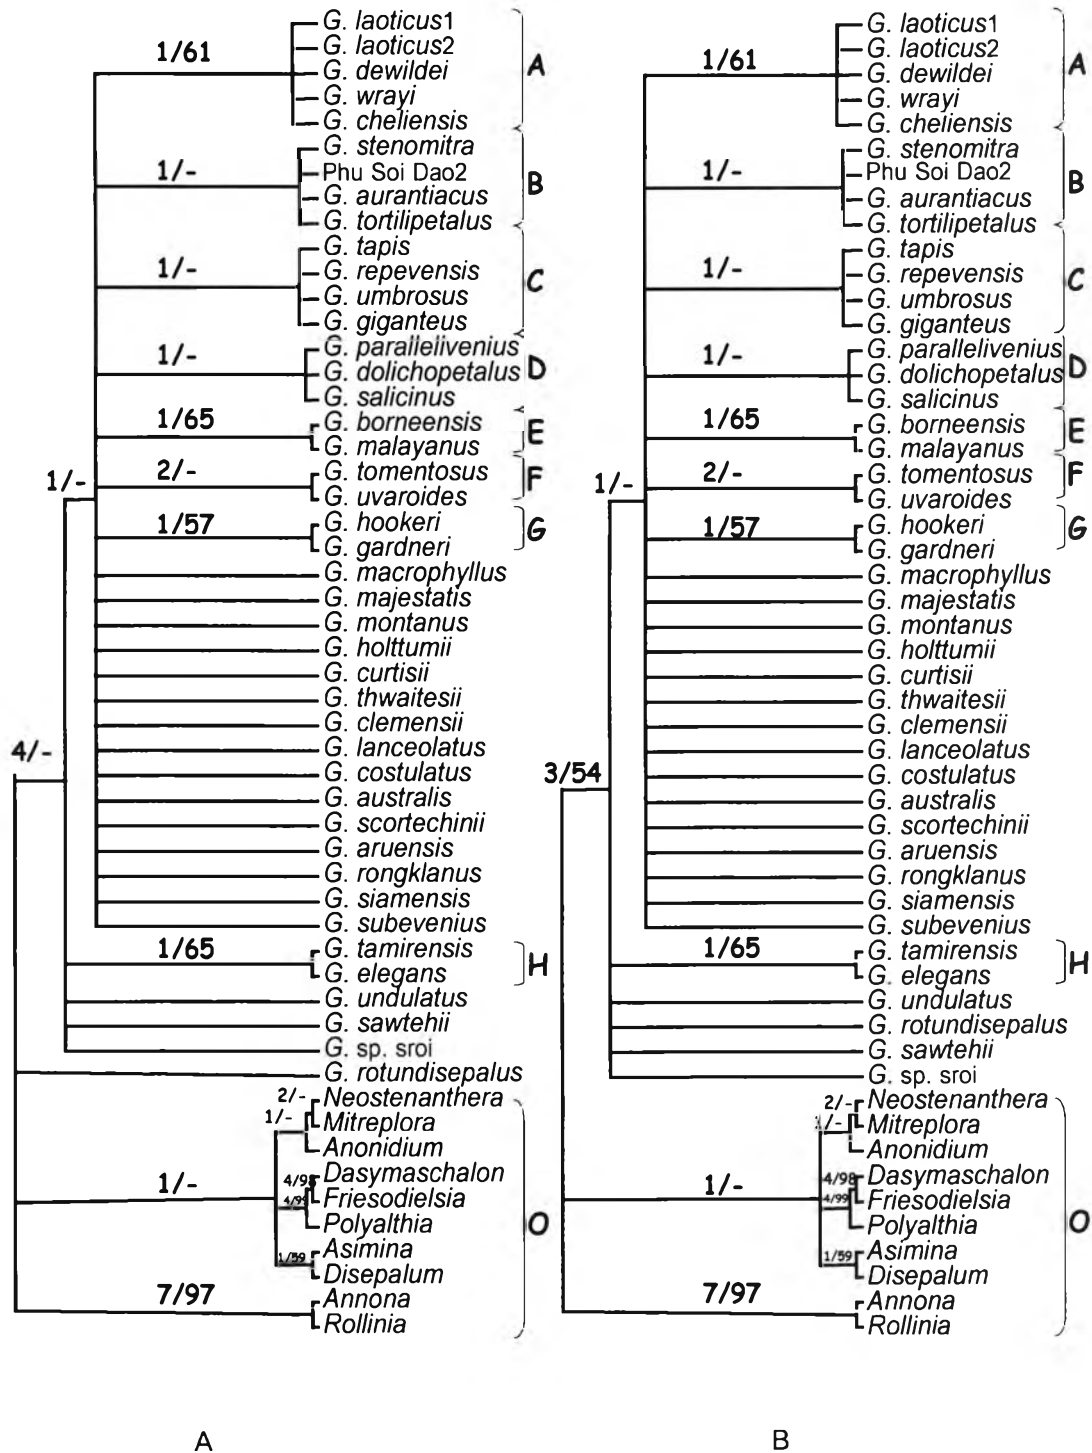 G. laoticus1
1/61
G. laoticus2
G. dewildei
A
G. wrayi
G. cheliensis
G. stenomitra
1/-
Phu Soi Dao2
B
G. aurantiacus
G. tortilipetalus
G. tapis
1/-
G. repevensis
C
G. umbrosus
G. giganteus
G. parallelivenius
1/-
G. dolichopetalus
D
G. salicinus
1/65
G. borneensis
E
G. malayanus
2/-
G. tomentosus
F
1/-
G. uvaroides
1/57
G. hookeri
G
G. gardneri
G. macrophyllus
G. majestatis
G. montanus
G. holttumii
G. curtisii
G. thwaitesii
G. clemensii
4/-
G. lanceolatus
G. costulatus
G. australis
G. scortechinii
G. aruensis
G. rongklanus
G. siamensis
G. subevenius
1/65
G. tamirensis
H
G. elegans
G. undulatus
G. sawtehii
G. sp. sroi
G. rotundisepalus
2/-
Neostenanthera
1/-
Mitreplora
Anonidium
4/98
Dasymaschalon
1/-
4/99
Friesodielsia
Polyalthia
O
1/59
Asimina
Disepalum
7/97
Annona
Rollinia
A
G. laoticus1
1/61
G. laoticus2
G. dewildei
A
G. wrayi
G. cheliensis
G. stenomitra
1/-
Phu Soi Dao2
B
G. aurantiacus
G. tortilipetalus
G. tapis
1/-
G. repevensis
C
G. umbrosus
G. giganteus
G. parallelivenius
1/-
G. dolichopetalus
D
G. salicinus
1/65
G. borneensis
E
G. malayanus
2/-
G. tomentosus
F
1/-
G. uvaroides
1/57
G. hookeri
G
G. gardneri
G. macrophyllus
G. majestatis
G. montanus
G. holttumii
G. curtisii
G. thwaitesii
G. clemensii
G. lanceolatus
3/54
G. costulatus
G. australis
G. scortechinii
G. aruensis
G. rongklanus
G. siamensis
G. subevenius
1/65
G. tamirensis
H
G. elegans
G. undulatus
G. rotundisepalus
G. sawtehii
G. sp. sroi
2/-
Neostenanthera
1/-
Mitreplora
Anonidium
4/98
Dasymaschalon
1/-
4/99
Friesodielsia
Polyalthia
O
1/59
Asimina
Disepalum
7/97
Annona
Rollinia
B